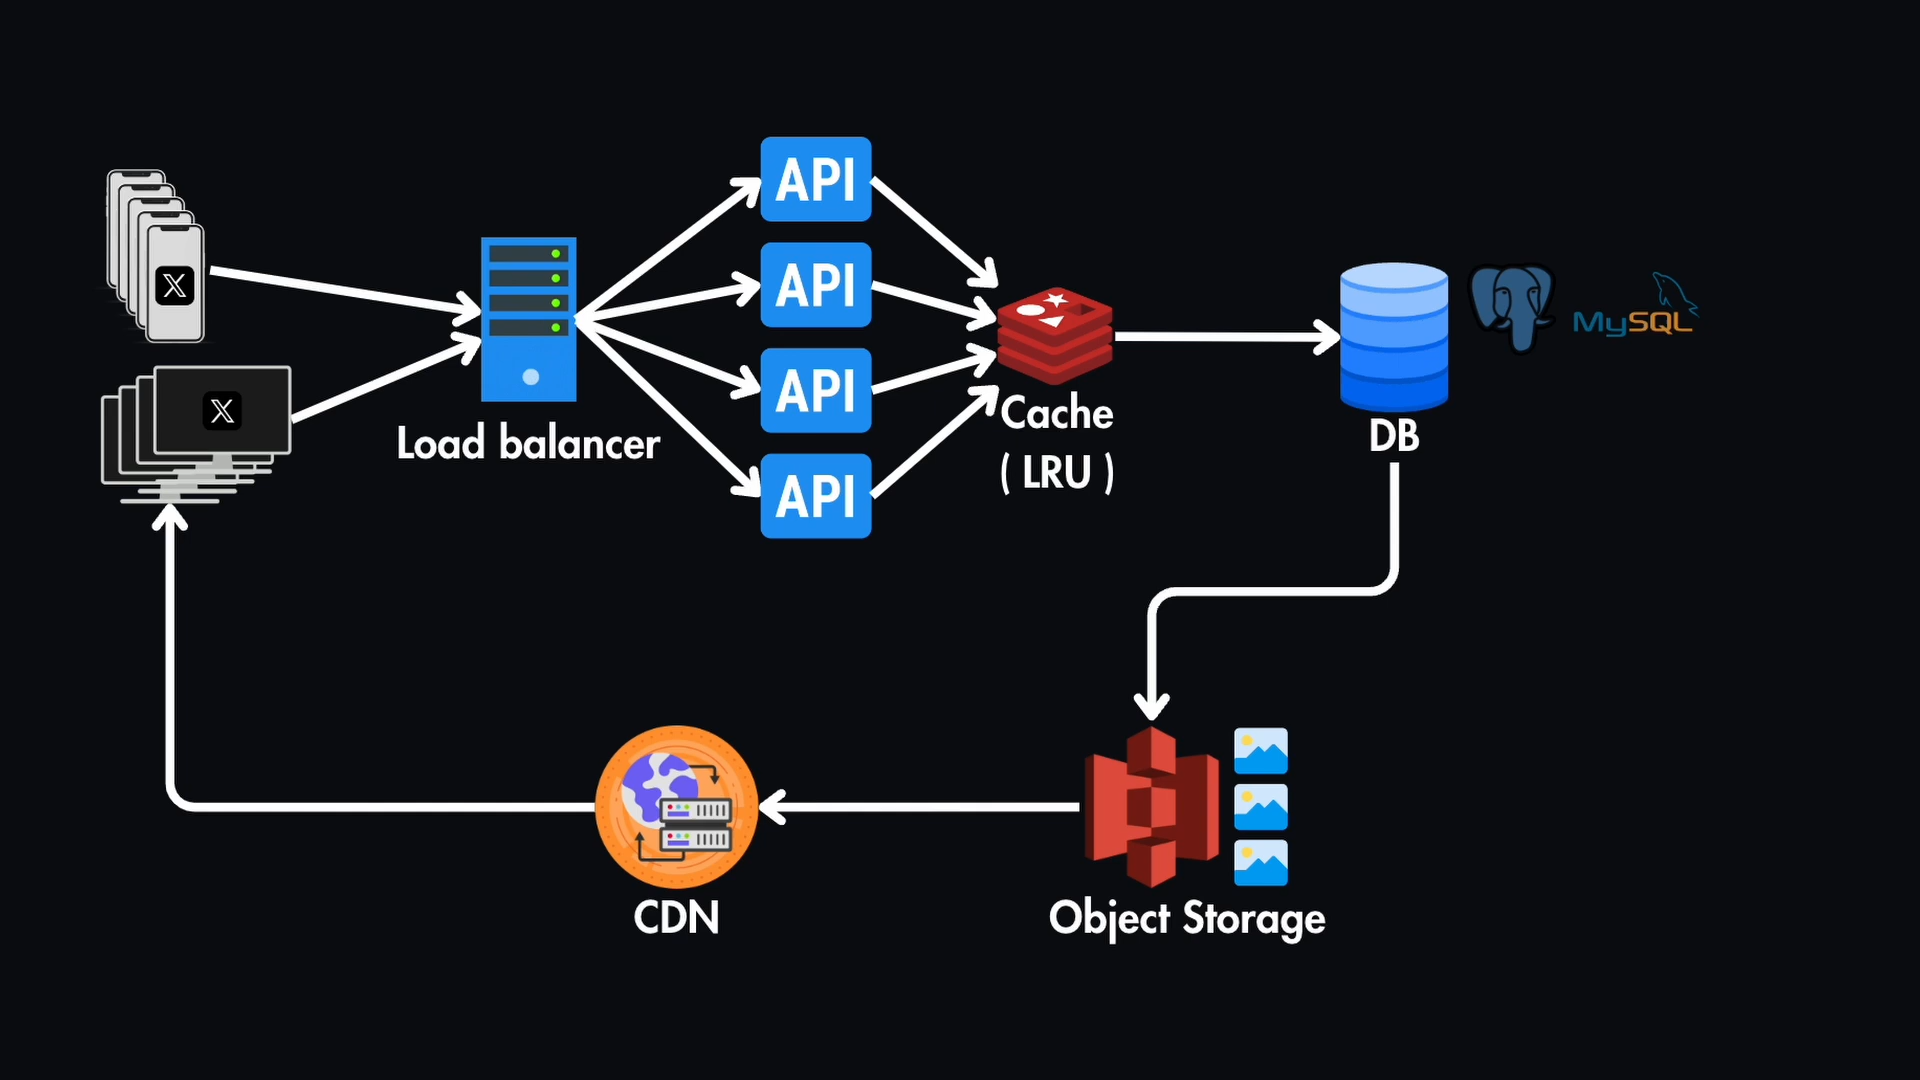 API
API
API
API
Load balancer
Cache
( LRU )
DB
MySQL
CDN
Object Storage